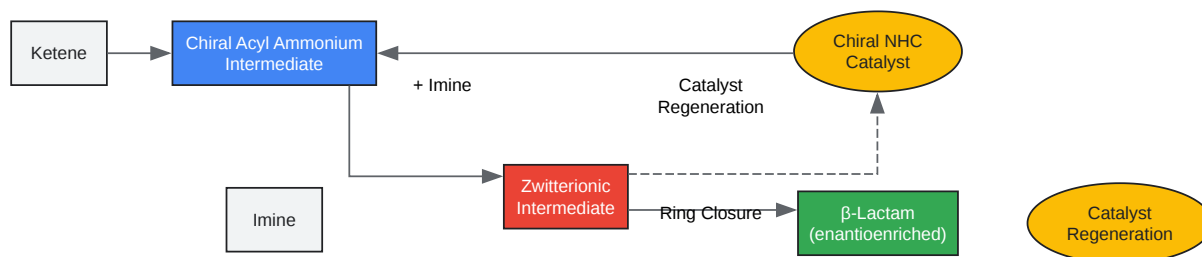 Ketene
Chiral Acyl Ammonium
Intermediate
Chiral NHC
Catalyst
+ Imine
Catalyst
Regeneration
Zwitterionic
Intermediate
Imine
Ring Closure
β-Lactam
(enantioenriched)
Catalyst
Regeneration